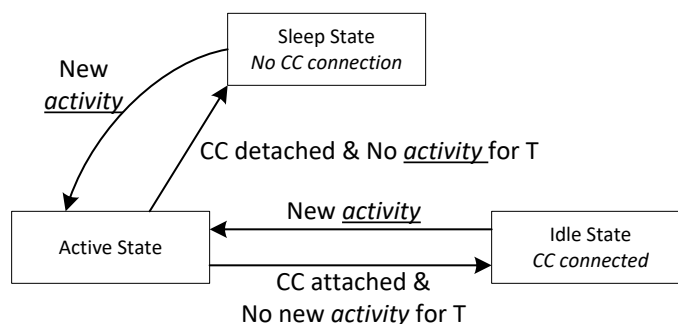 Sleep State
No CC connection
New
activity
CC detached & No activity for T
New activity
Active State
Idle State
CC connected
CC attached &
No new activity for T